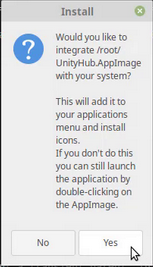 Install
Would you like to
integrate /root/
UnityHub.AppImage
with your system?
This will add it to
your applications
menu and install
icons.
If you don't do this
you can still launch
the application by
double-clicking on
the AppImage.
No
Yes